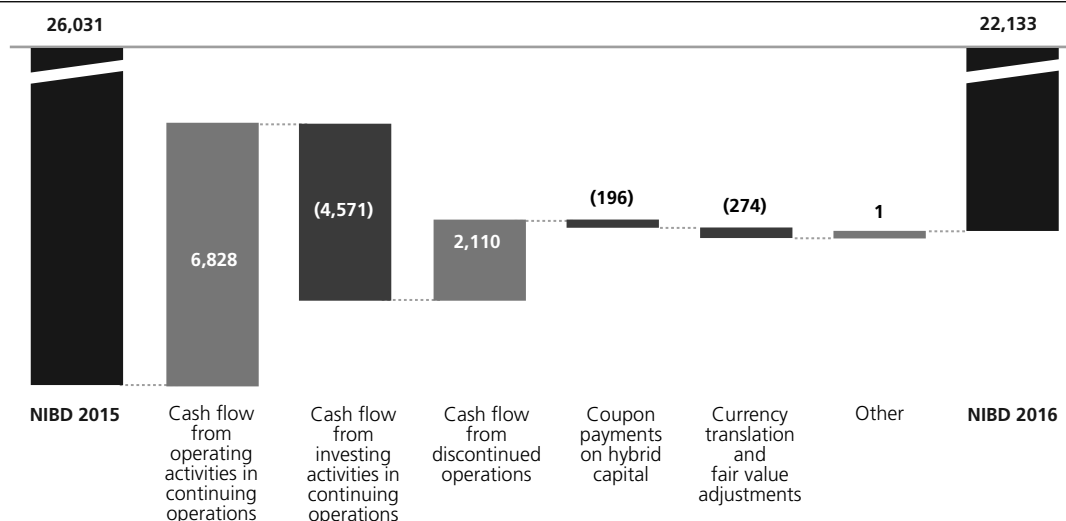 26,031
22,133
6,828
(4,571)
2,110
(196)
(274)
1
NIBD 2015
Cash flow
from
operating
activities in
continuing
operations
Cash flow
from
investing
activities in
continuing
operations
Cash flow
from
discontinued
operations
Coupon
payments
on hybrid
capital
Currency
translation
and
fair value
adjustments
Other
NIBD 2016